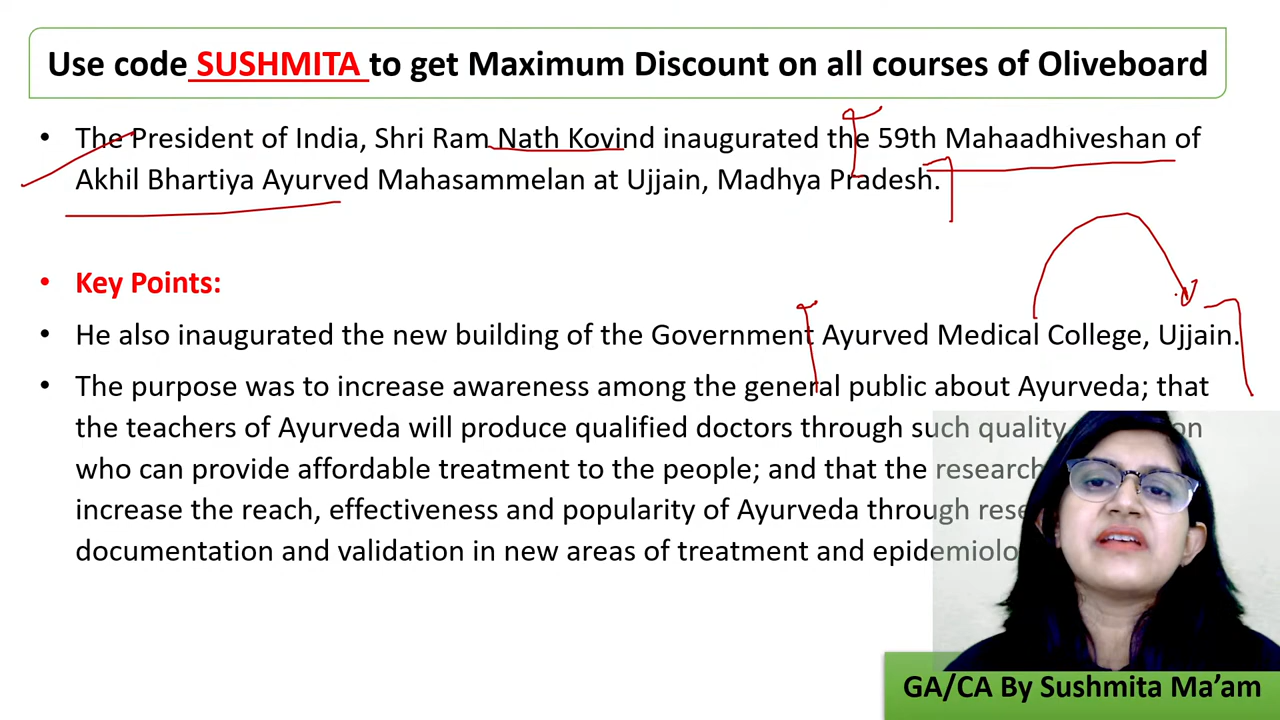 Use code SUSHMITA to get Maximum Discount on all courses of Oliveboard
• The President of India, Shri Ram Nath Kovind inaugurated the 59th Mahaadhiveshan of
Akhil Bhartiya Ayurved Mahasammelan at Ujjain, Madhya Pradesh.
• Key Points:
• He also inaugurated the new building of the Government Ayurved Medical College, Ujjain.
• The purpose was to increase awareness among the general public about Ayurveda; that
the teachers of Ayurveda will produce qualified doctors through such quality
who can provide affordable treatment to the people; and that the
increase the reach, effectiveness and popularity of Ayurveda through
documentation and validation in new areas of treatment and
GA/CA By Sushmita Ma’am